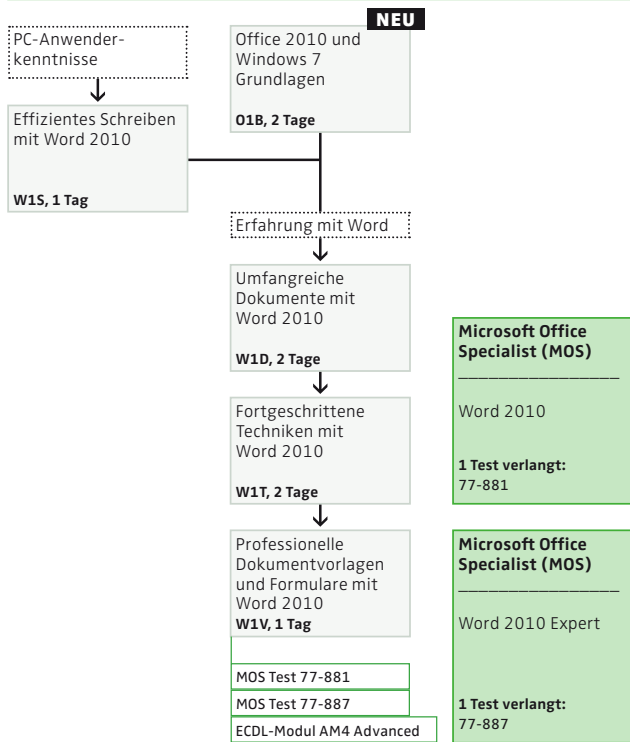 NEU
PC-Anwender-
kenntnisse
Office 2010 und
Windows 7
Grundlagen
O1B, 2 Tage
Effizientes Schreiben
mit Word 2010
W1S, 1 Tag
Erfahrung mit Word
Umfangreiche
Dokumente mit
Word 2010
W1D, 2 Tage
Fortgeschrittene
Techniken mit
Word 2010
W1T, 2 Tage
Professionelle
Dokumentvorlagen
und Formulare mit
Word 2010
W1V, 1 Tag
MOS Test 77-881
MOS Test 77-887
ECDL-Modul AM4 Advanced
Microsoft Office
Specialist (MOS)
Word 2010
1 Test verlangt:
77-881
Microsoft Office
Specialist (MOS)
Word 2010 Expert
1 Test verlangt:
77-887